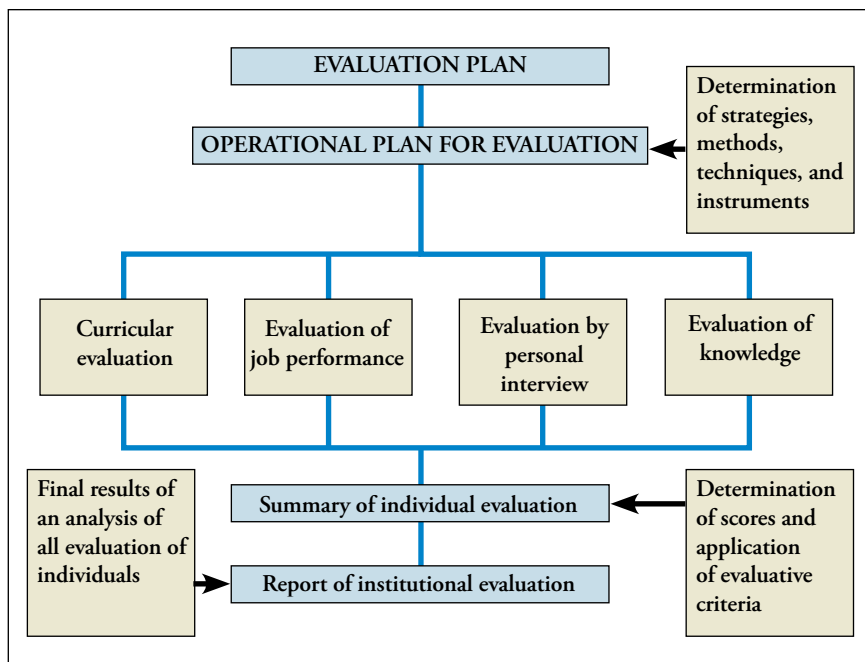 EVALUATION PLAN
Determination
of strategies,
methods,
techniques, and
instruments
OPERATIONAL PLAN FOR EVALUATION
Curricular
evaluation
Evaluation of
job performance
Evaluation by
personal
interview
Evaluation of
knowledge
Final results of
an analysis of
all evaluation of
individuals
Summary of individual evaluation
Determination
of scores and
application
of evaluative
criteria
Report of institutional evaluation